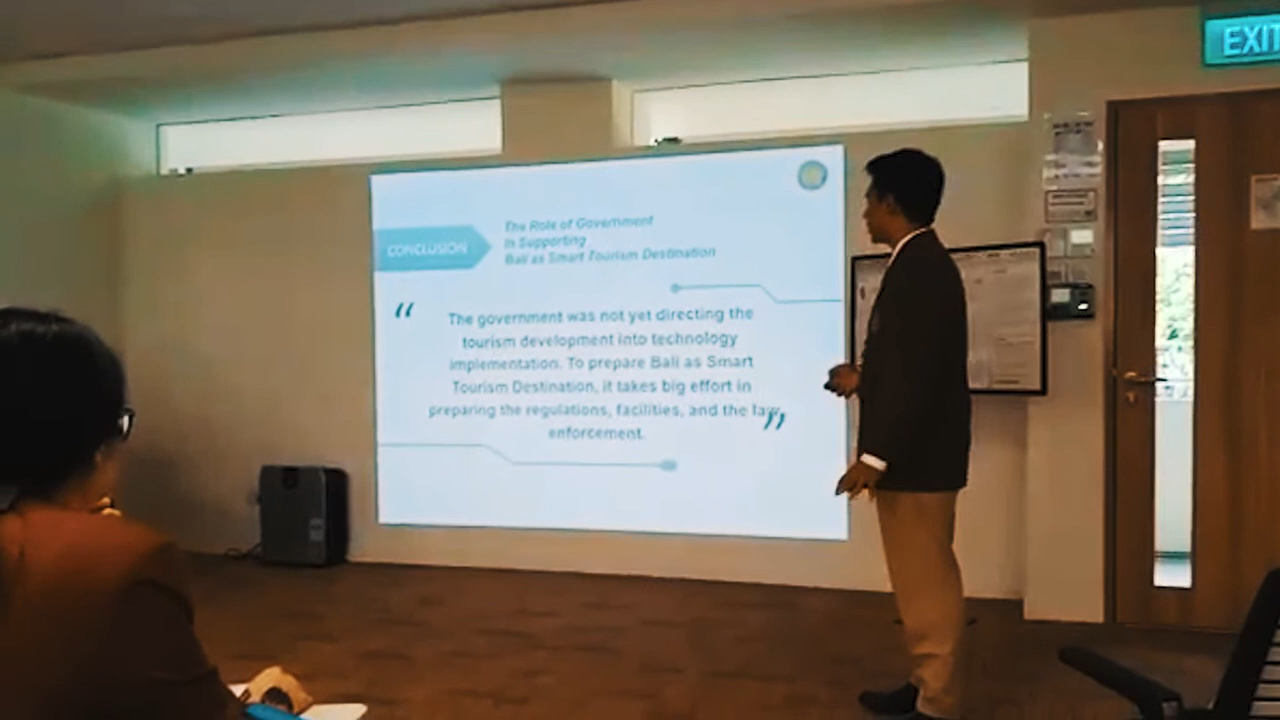 EXIT
The Role of Government
In Supporting
Bali as Smart Tourism Destination
CONCLUSION
“
The government was not yet directing the
tourism development into technology
implementation. To prepare Bali as Smart
Tourism Destination, it takes big effort in
preparing the regulations, facilities, and the law
enforcement.
”